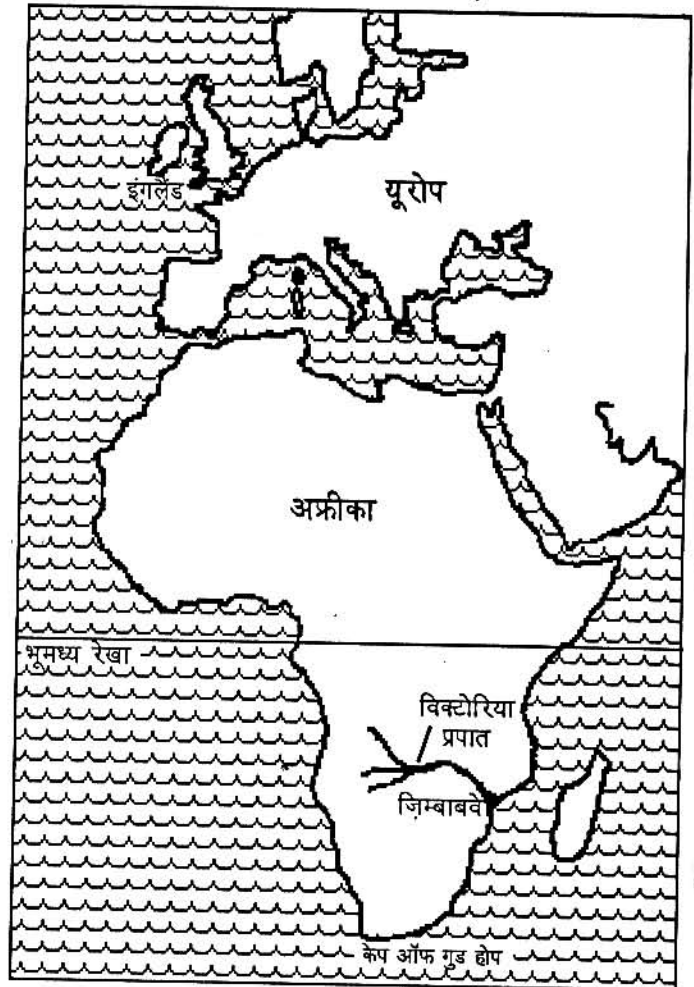 इंगलैंड
यूरोप
अफ्रीका
भूमध्य रेखा
विक्टोरिया
प्रपात
ज़िम्बाबवे
केप ऑफ गुड होप